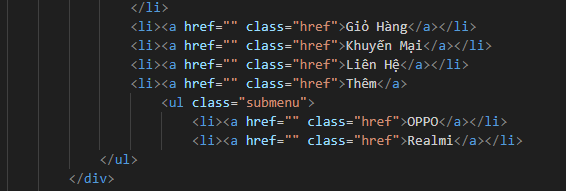 </li>
<li><a href="" class="href">Giỏ Hàng</a></li>
<li><a href="" class="href">Khuyến Mại</a></li>
<li><a href="" class="href">Liên Hệ</a></li>
<li><a href="" class="href">Thêm</a>
<ul class="submenu">
<li><a href="" class="href">OPPO</a></li>
<li><a href="" class="href">Realmi</a></li>
</ul>
</div>